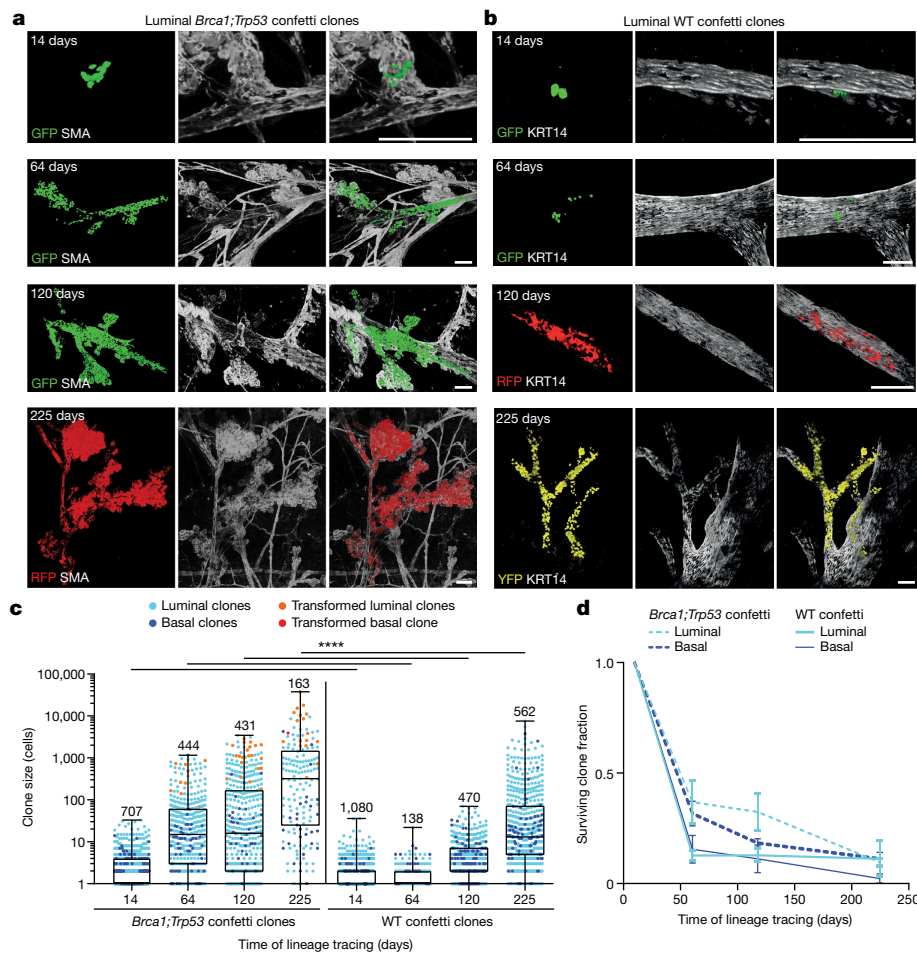 a
Luminal Brca1;Trp53 confetti clones
14 days
GFP SMA
64 days
GFP SMA
120 days
GFP SMA
225 days
RFP SMA
b
Luminal WT confetti clones
14 days
GFP KRT14
64 days
GFP KRT14
120 days
RFP KRT14
225 days
YFP KRT14
c
Luminal clones
Transformed luminal clones
Basal clones
Transformed basal clone
****
Clone size (cells)
100,000
10,000
1,000
100
10
1
707
444
431
163
1,080
138
470
562
14
64
120
225
14
64
120
225
Brca1;Trp53 confetti clones
WT confetti clones
Time of lineage tracing (days)
d
Brca1;Trp53 confetti
WT confetti
Luminal
Luminal
Basal
Basal
Surviving clone fraction
1.0
0.5
0
0
50
100
150
200
250
Time of lineage tracing (days)